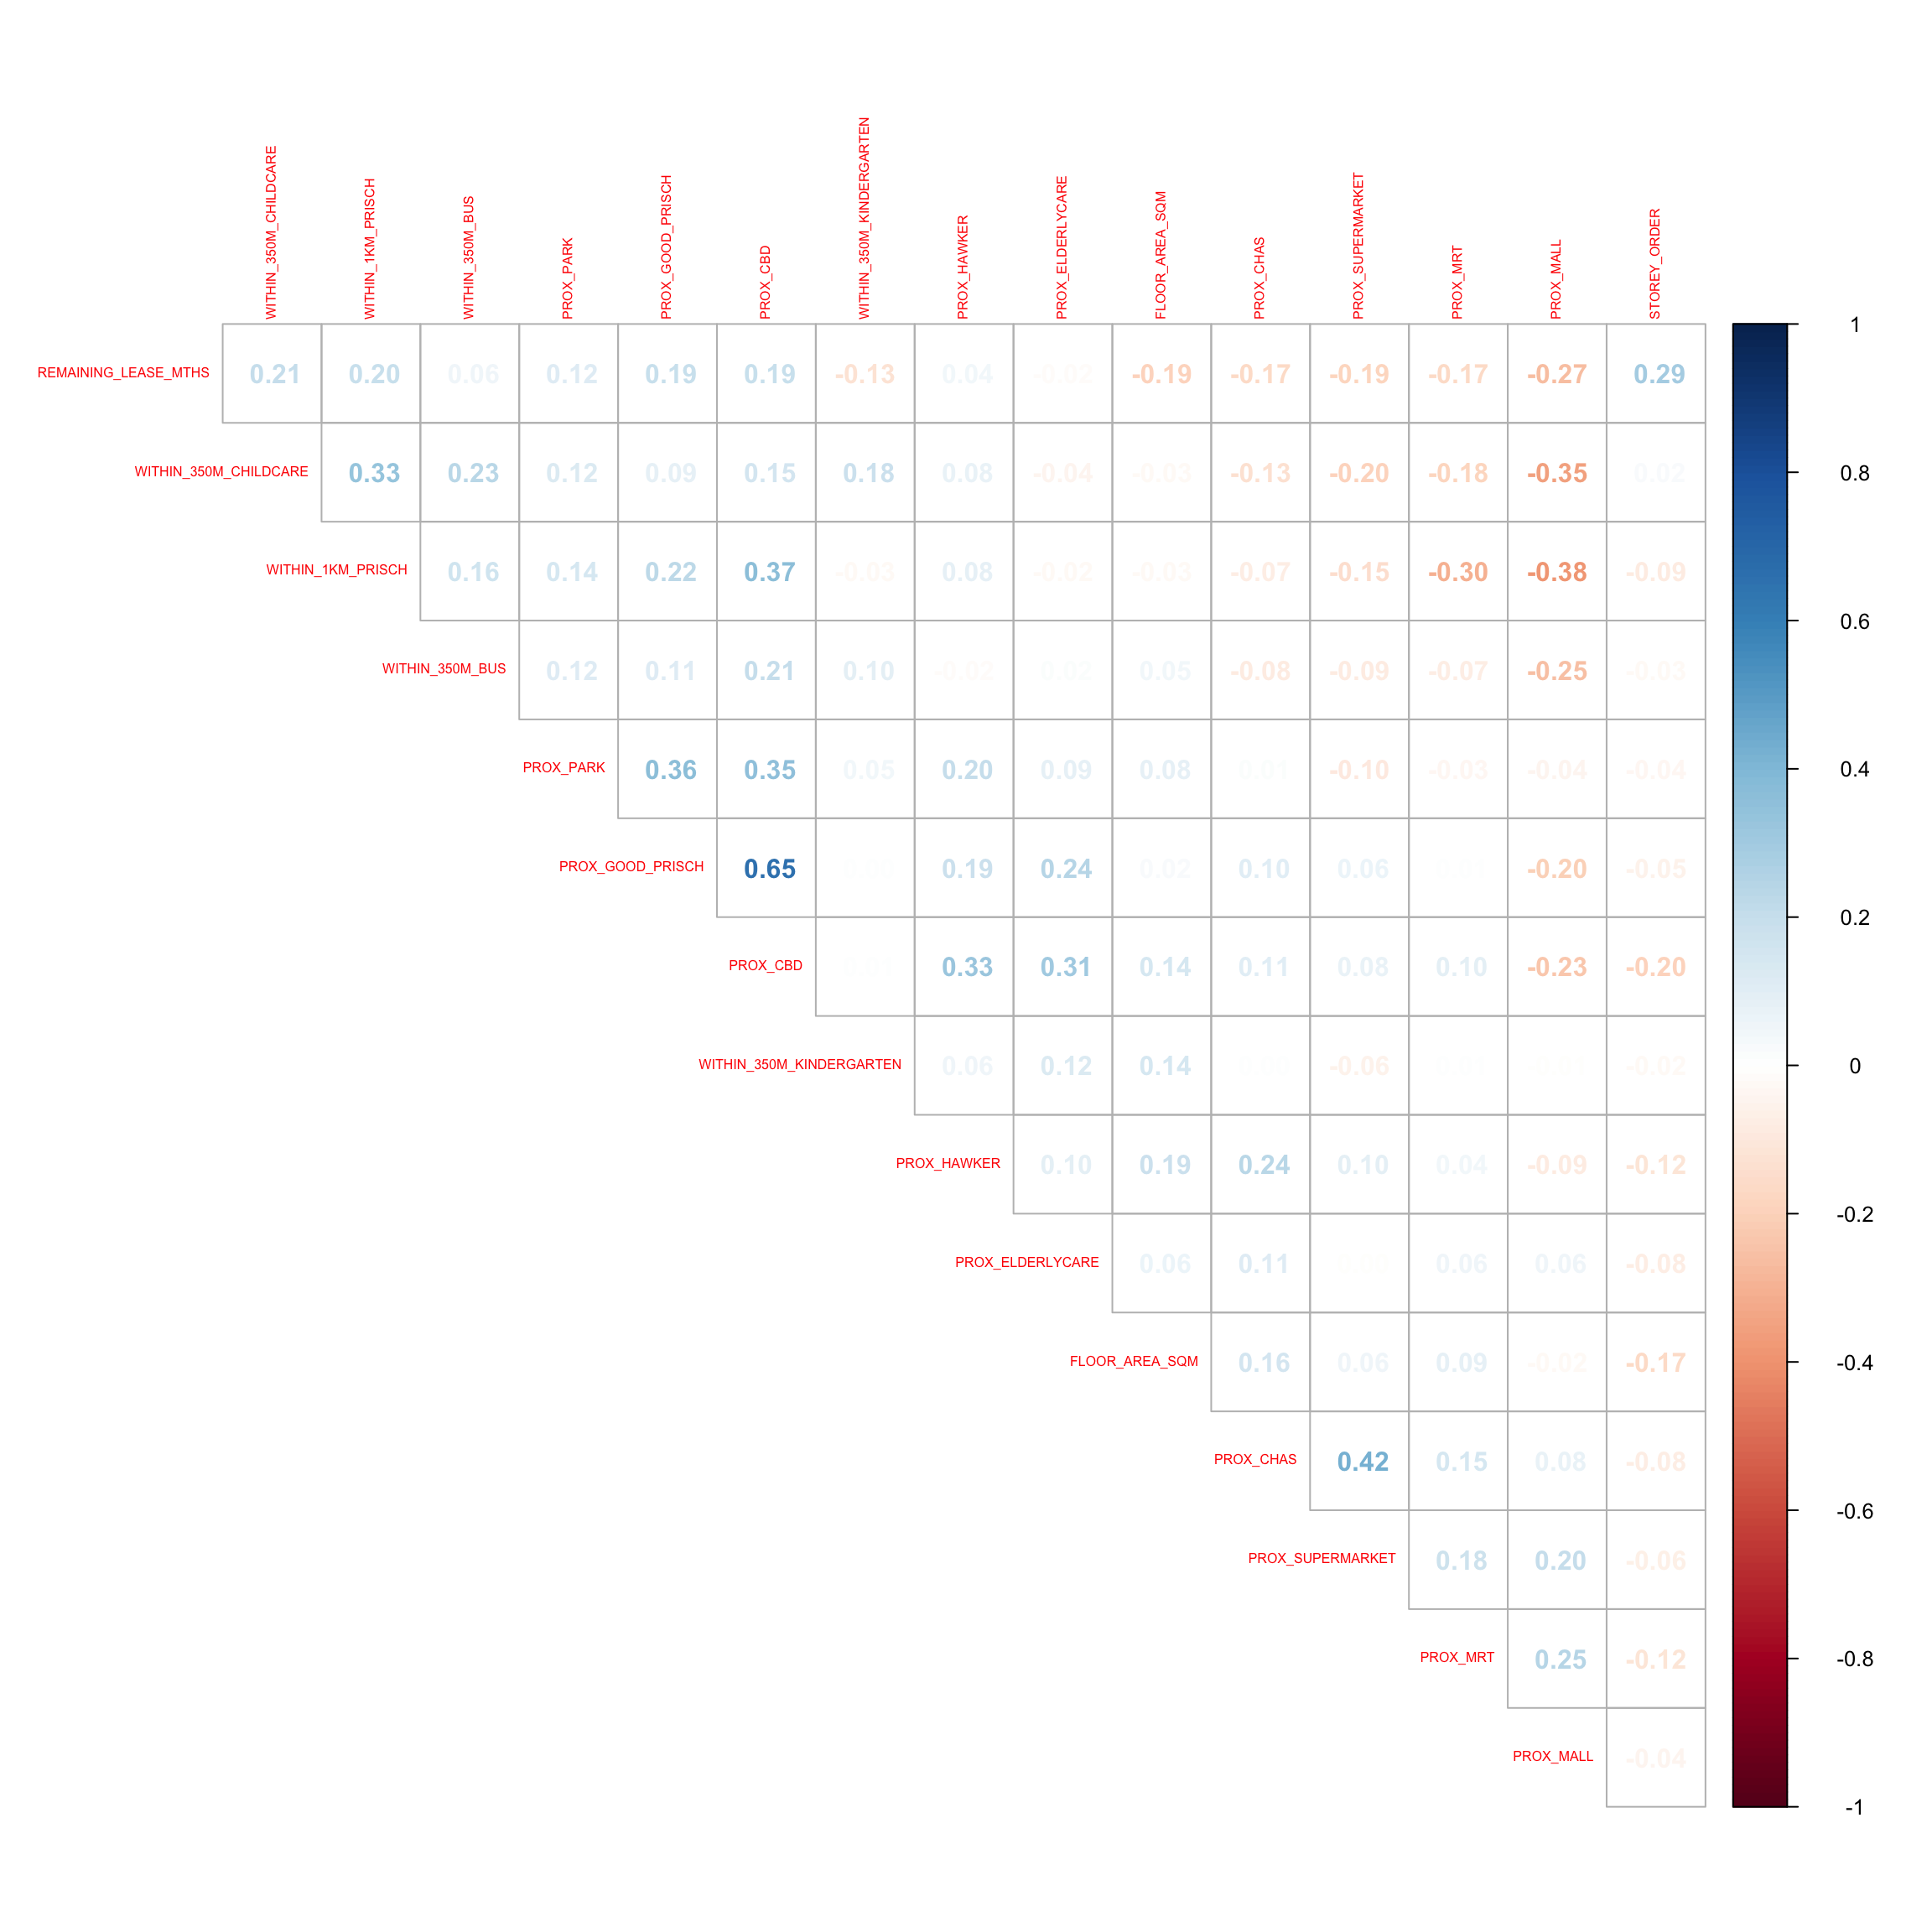 WITHIN_350M_CHILDCARE
WITHIN_1KM_PRISCH
WITHIN_350M_BUS
PROX_PARK
PROX_GOOD_PRISCH
PROX_CBD
WITHIN_350M_KINDERGARTEN
PROX_HAWKER
PROX_ELDERLYCARE
FLOOR_AREA_SQM
PROX_CHAS
PROX_SUPERMARKET
PROX_MRT
PROX_MALL
STOREY_ORDER
REMAINING_LEASE_MTHS 0.21 0.20 0.06 0.12 0.19 0.19 -0.13 0.04 -0.02 -0.19 -0.17 -0.19 -0.17 -0.27 0.29
WITHIN_350M_CHILDCARE 0.33 0.23 0.12 0.09 0.15 0.18 0.08 -0.04 -0.03 -0.13 -0.20 -0.18 -0.35 0.02
WITHIN_1KM_PRISCH 0.16 0.14 0.22 0.37 -0.03 0.08 -0.02 -0.03 -0.07 -0.15 -0.30 -0.38 -0.09
WITHIN_350M_BUS 0.12 0.11 0.21 0.10 -0.02 0.02 0.05 -0.08 -0.09 -0.07 -0.25 -0.03
PROX_PARK 0.36 0.35 0.05 0.20 0.09 0.08 0.01 -0.10 -0.03 -0.04 -0.04
PROX_GOOD_PRISCH 0.65 0.19 0.24 0.02 0.10 0.06 -0.20 -0.05
PROX_CBD 0.33 0.31 0.14 0.11 0.08 0.10 -0.23 -0.20
WITHIN_350M_KINDERGARTEN 0.06 0.12 0.14 -0.06 -0.02
PROX_HAWKER 0.10 0.19 0.24 0.10 0.04 -0.09 -0.12
PROX_ELDERLYCARE 0.06 0.11 0.06 0.06 -0.08
FLOOR_AREA_SQM 0.16 0.06 0.09 -0.02 -0.17
PROX_CHAS 0.42 0.15 0.08 -0.08
PROX_SUPERMARKET 0.18 0.20 -0.06
PROX_MRT 0.25 -0.12
PROX_MALL -0.04
1
0.8
0.6
0.4
0.2
0
-0.2
-0.4
-0.6
-0.8
-1